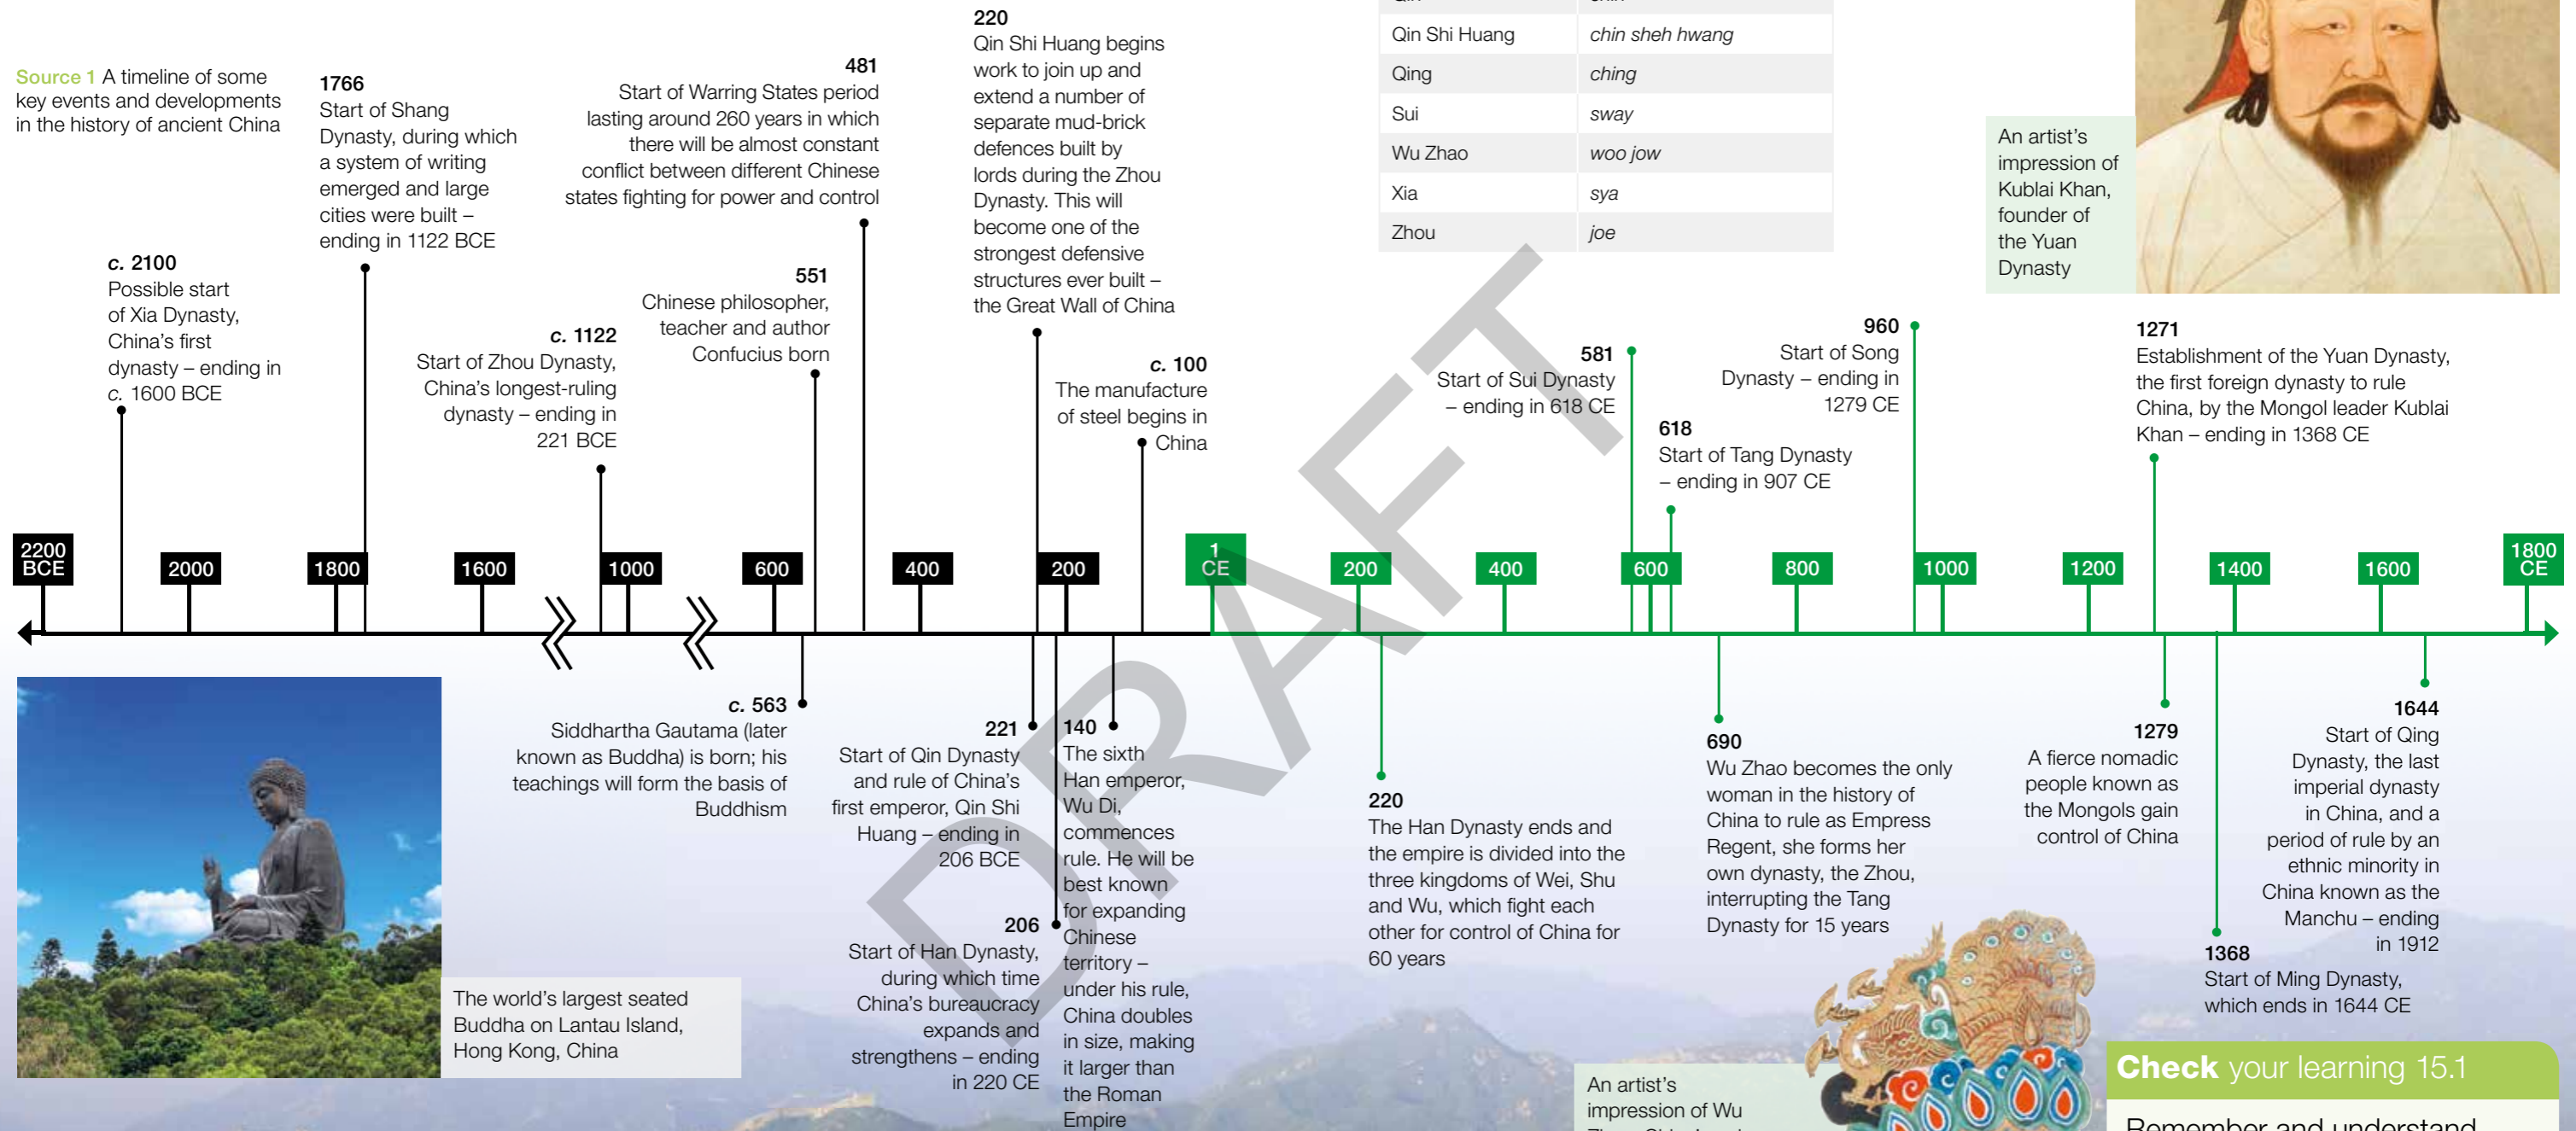 Source 1 A timeline of some
key events and developments
in the history of ancient China
c. 2100
Possible start
of Xia Dynasty,
China's first
dynasty – ending in
c. 1600 BCE
1766
Start of Shang
Dynasty, during which
a system of writing
emerged and large
cities were built –
ending in 1122 BCE
c. 1122
Start of Zhou Dynasty,
China's longest-ruling
dynasty – ending in
221 BCE
551
Chinese philosopher,
teacher and author
Confucius born
481
Start of Warring States period
lasting around 260 years in which
there will be almost constant
conflict between different Chinese
states fighting for power and control
220
Qin Shi Huang begins
work to join up and
extend a number of
separate mud-brick
defences built by
lords during the Zhou
Dynasty. This will
become one of the
strongest defensive
structures ever built –
the Great Wall of China
c. 100
The manufacture
of steel begins in
China
Qin Shi Huang chin sheh hwang
Qing ching
Sui sway
Wu Zhao woo jow
Xia sya
Zhou joe
An artist's
impression of
Kublai Khan,
founder of
the Yuan
Dynasty
581
Start of Sui Dynasty
– ending in 618 CE
618
Start of Tang Dynasty
– ending in 907 CE
960
Start of Song
Dynasty – ending in
1279 CE
1271
Establishment of the Yuan Dynasty,
the first foreign dynasty to rule
China, by the Mongol leader Kublai
Khan – ending in 1368 CE
2200
BCE
2000
1800
1600
1000
600
400
200
1
CE
200
400
600
800
1000
1200
1400
1600
1800
CE
DRAFT
c. 563
Siddhartha Gautama (later
known as Buddha) is born; his
teachings will form the basis of
Buddhism
221
Start of Qin Dynasty
and rule of China's
first emperor, Qin Shi
Huang – ending in
206 BCE
206
Start of Han Dynasty,
during which time
China's bureaucracy
expands and
strengthens – ending
in 220 CE
140
The sixth
Han emperor,
Wu Di,
commences
rule. He will be
best known
for expanding
Chinese
territory –
under his rule,
China doubles
in size, making
it larger than
the Roman
Empire
220
The Han Dynasty ends and
the empire is divided into the
three kingdoms of Wei, Shu
and Wu, which fight each
other for control of China for
60 years
690
Wu Zhao becomes the only
woman in the history of
China to rule as Empress
Regent, she forms her
own dynasty, the Zhou,
interrupting the Tang
Dynasty for 15 years
1279
A fierce nomadic
people known as
the Mongols gain
control of China
1368
Start of Ming Dynasty,
which ends in 1644 CE
1644
Start of Qing
Dynasty, the last
imperial dynasty
in China, and a
period of rule by an
ethnic minority in
China known as the
Manchu – ending
in 1912
The world's largest seated
Buddha on Lantau Island,
Hong Kong, China
An artist's
impression of Wu
Check your learning 15.1
Remember and understand